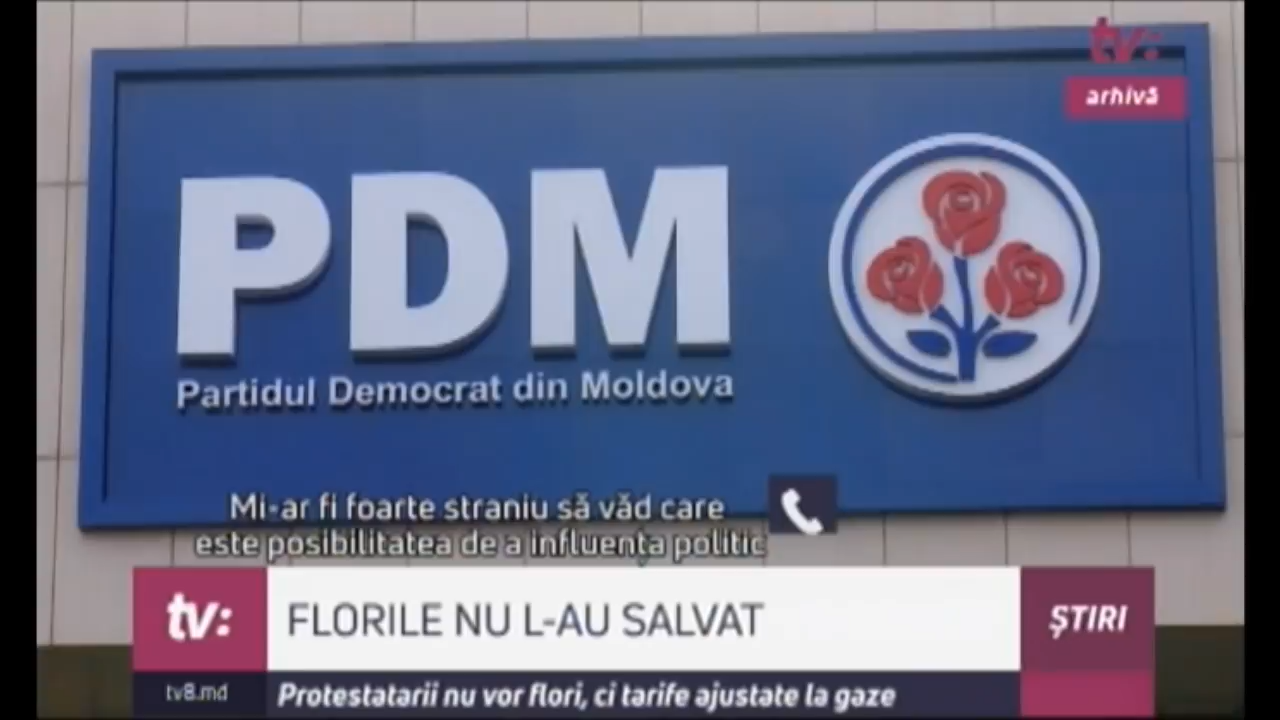 tv:
arhivă
PDM
Partidul Democrat din Moldova
Mi-ar fi foarte straniu să văd care
este posibilitatea de a influența politic
tv:
FLORILE NU L-AU SALVAT
ȘTIRI
tv8.md
Protestatarii nu vor flori, ci tarife ajustate la gaze